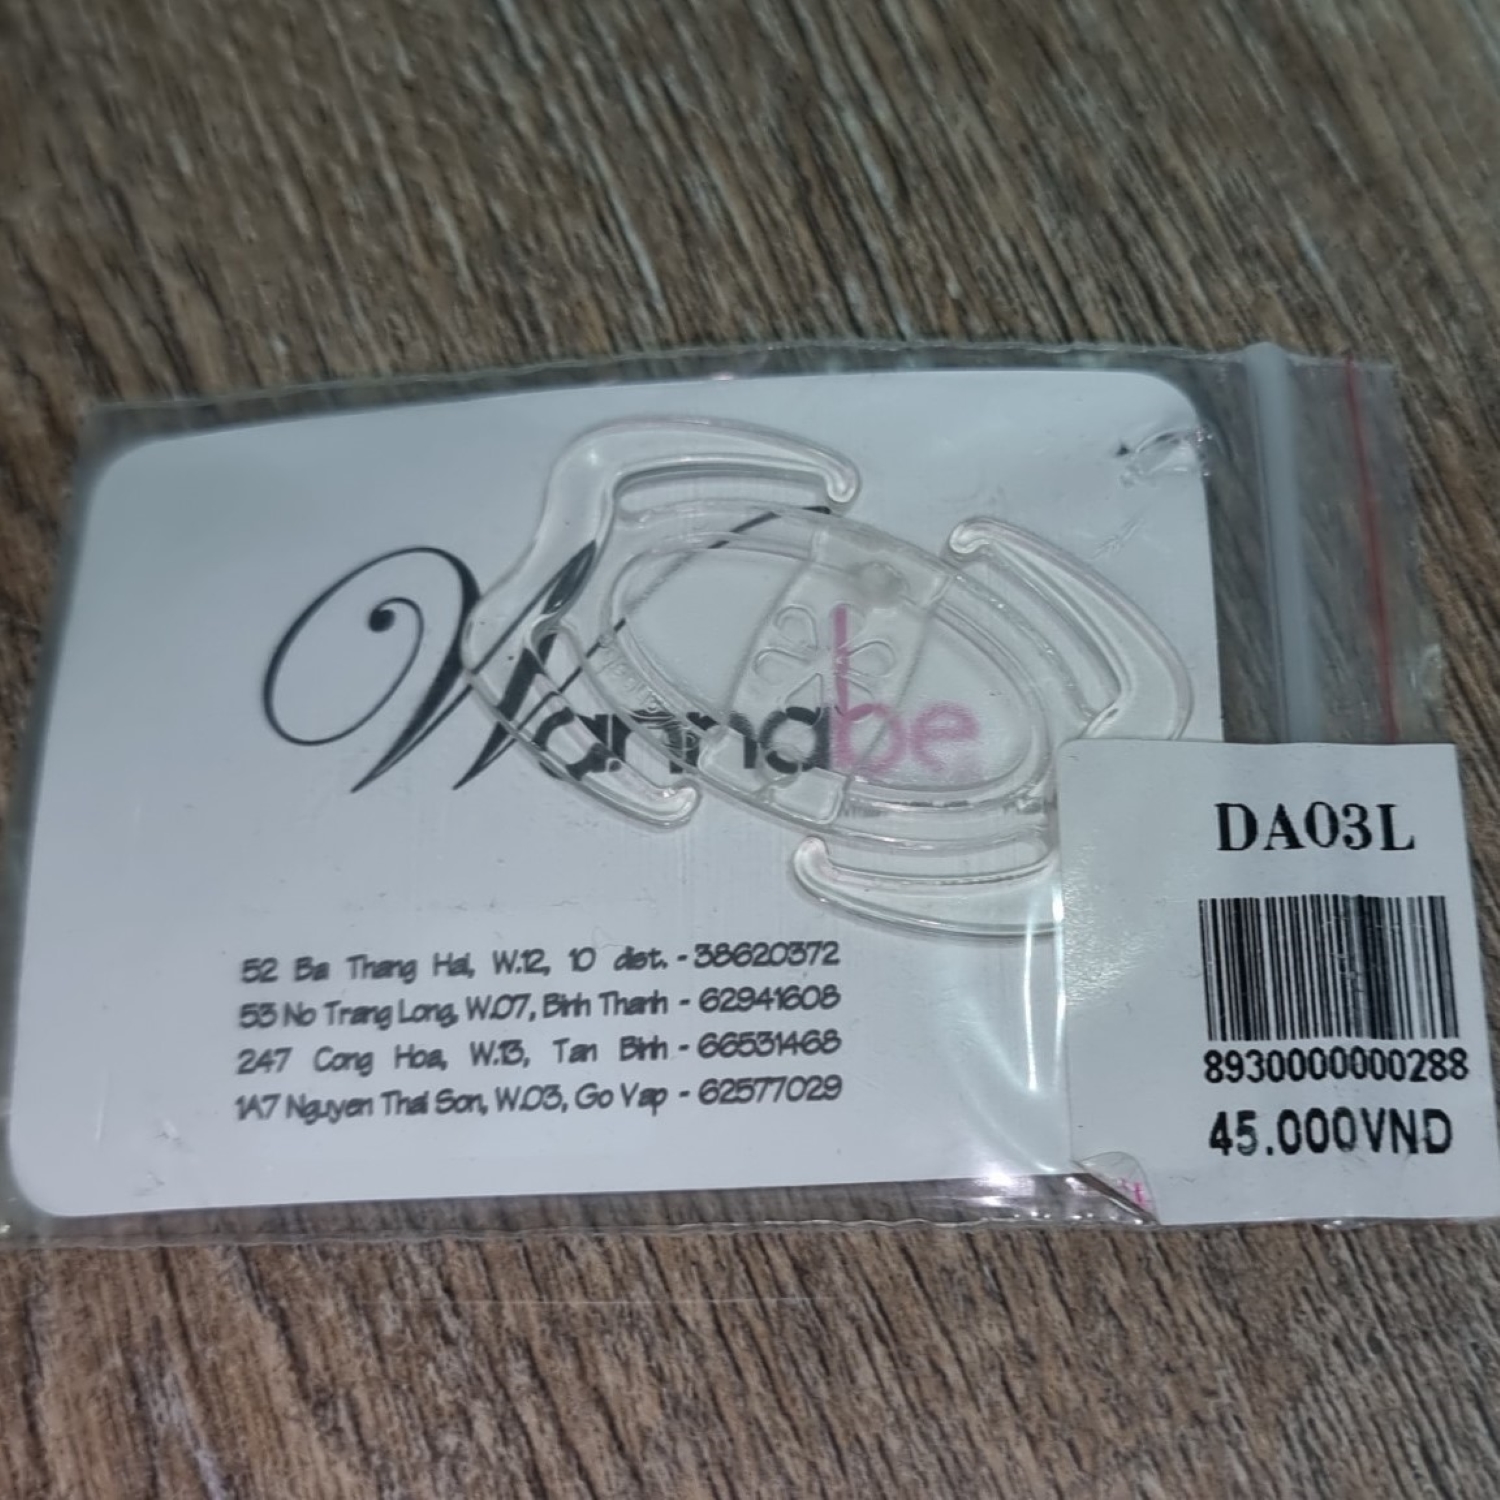 Wannabe
52 Ba Thang Hai, W.12, 10 dist. - 38620372
53 No Trang Long, W.07, Binh Thanh - 62941608
247 Cong Hoa, W.13, Tan Binh - 66531468
1A7 Nguyen Thai Son, W.03, Go Vap - 62577029
DA03L
8930000000288
45.000VND